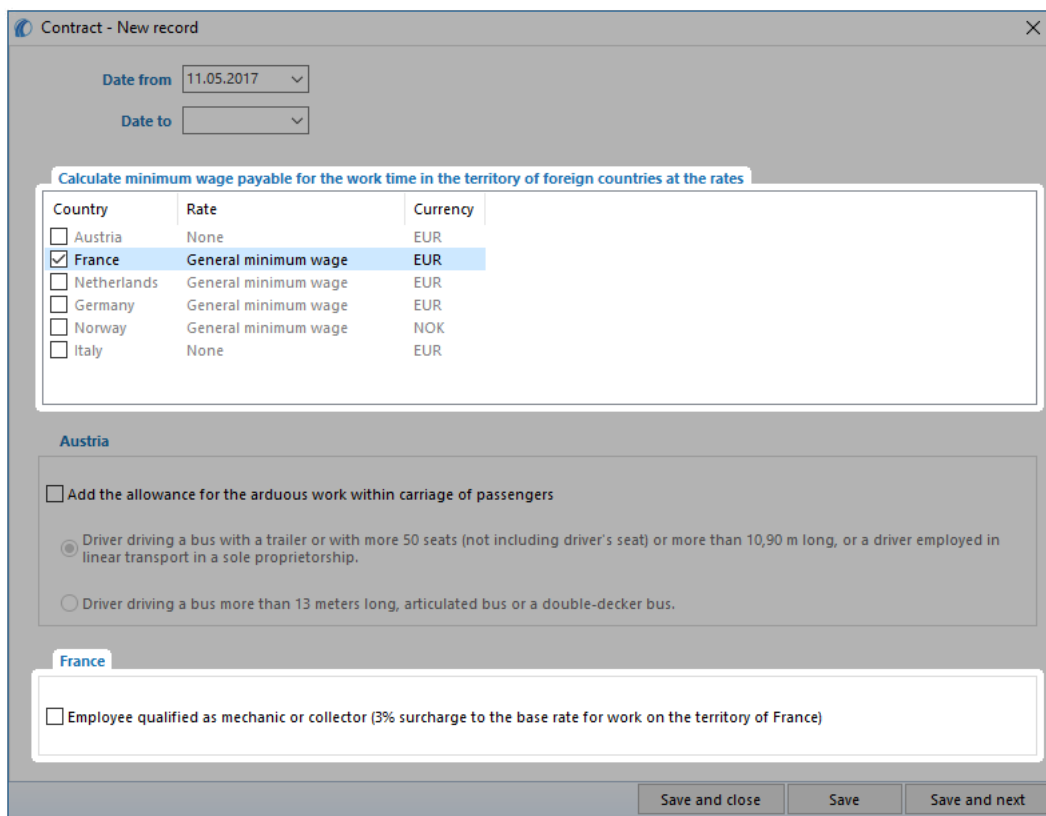 Contract - New record
Date from 11.05.2017
Date to
Calculate minimum wage payable for the work time in the territory of foreign countries at the rates
Country Rate Currency
Austria None EUR
France General minimum wage EUR
Netherlands General minimum wage EUR
Germany General minimum wage EUR
Norway General minimum wage NOK
Italy None EUR
Austria
Add the allowance for the arduous work within carriage of passengers
Driver driving a bus with a trailer or with more 50 seats (not including driver's seat) or more than 10,90 m long, or a driver employed in
linear transport in a sole proprietorship.
Driver driving a bus more than 13 meters long, articulated bus or a double-decker bus.
France
Employee qualified as mechanic or collector (3% surcharge to the base rate for work on the territory of France)
Save and close Save Save and next